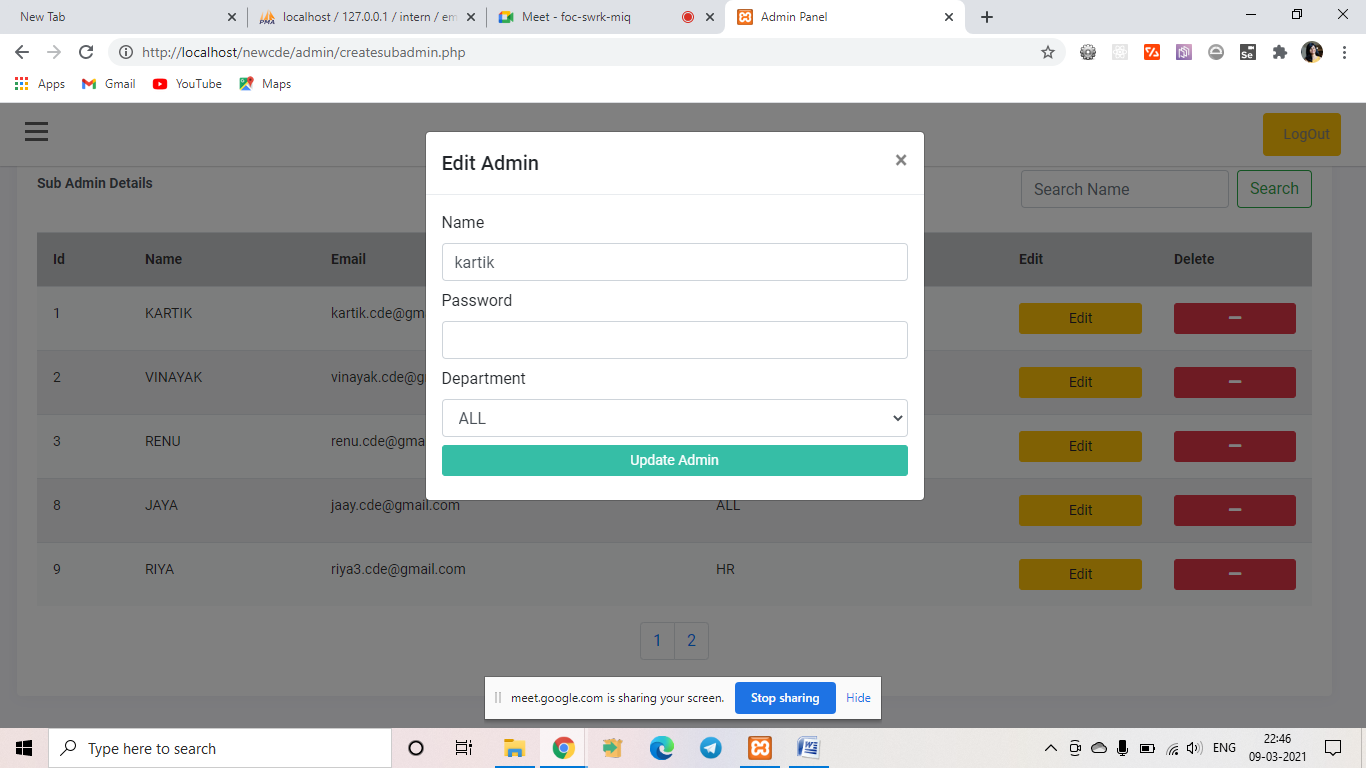 New Tab
localhost / 127.0.0.1 / intern / em
Meet - foc-swrk-miq
Admin Panel
http://localhost/newcde/admin/createsubadmin.php
Apps
Gmail
YouTube
Maps
LogOut
Edit Admin
×
Sub Admin Details
Search Name
Search
Name
kartik
Password
Department
ALL
Update Admin
Id Name Email Edit Delete
1 KARTIK kartik.cde@gm Edit
2 VINAYAK vinayak.cde@g Edit
3 RENU renu.cde@gma Edit
8 JAYA jaay.cde@gmail.com ALL Edit
9 RIYA riya3.cde@gmail.com HR Edit
1 2
meet.google.com is sharing your screen.
Stop sharing
Hide
Type here to search
ENG
22:46
09-03-2021